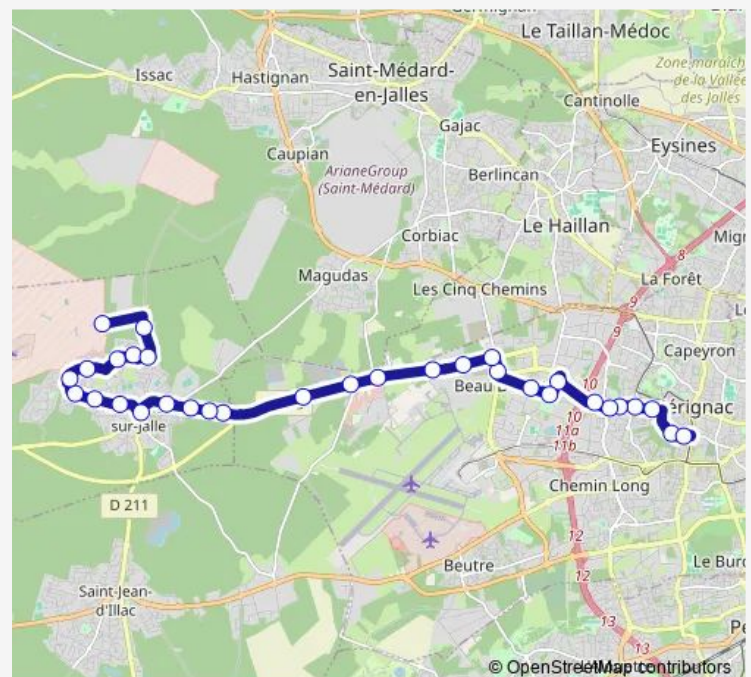 Le Taillan-Médoc
Issac
Hastignan
Saint-Médard-
en-Jalles
Zone maraîch
de la Vallée
des Jalles
Cantinolle
Gajac
Eysines
Caupian
ArianeGroup
(Saint-Médard)
Berlincan
Corbiac
Le Haillan
Migr
8
Magudas
La Forêt
Les Cinq Chemins
9
9
Capeyron
Beau D
10
érignac
sur-Jalle
10
11a
11b
D 211
Chemin Long
12
Beutre
Le Burc
12
Saint-Jean-
d'Illac
13
13
Pe
© OpenStreetMap contributors